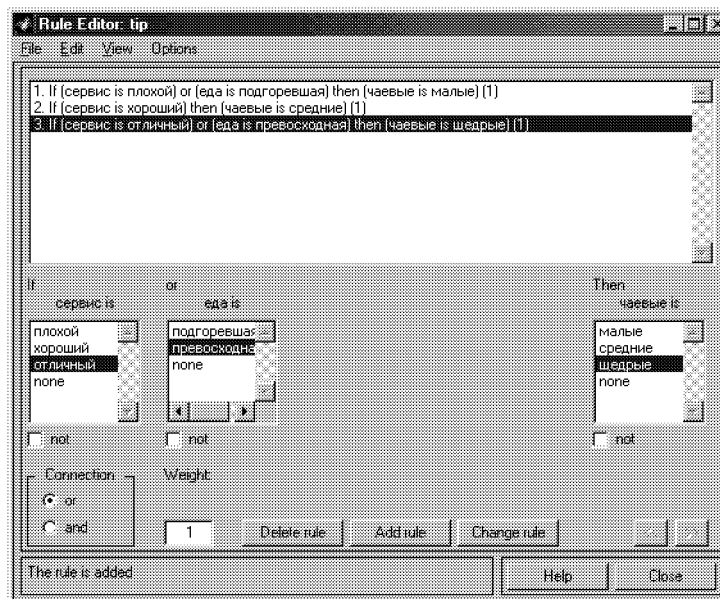 Rule Editor: tip
File Edit View Options
1. If (сервис is плохой) or (еда is подгоревшая) then (чаевые is малые) (1)
2. If (сервис is хороший) then (чаевые is средние) (1)
3. If (сервис is отличный) or (еда is превосходная) then (чаевые is щедрые) (1)
If or Then
сервис is еда is чаевые is
плохой подгоревшая малые
хороший превосходна средние
отличный none щедрые
none none
not not not
Connection Weight:
or
and 1 Delete rule Add rule Change rule << >>
The rule is added Help Close